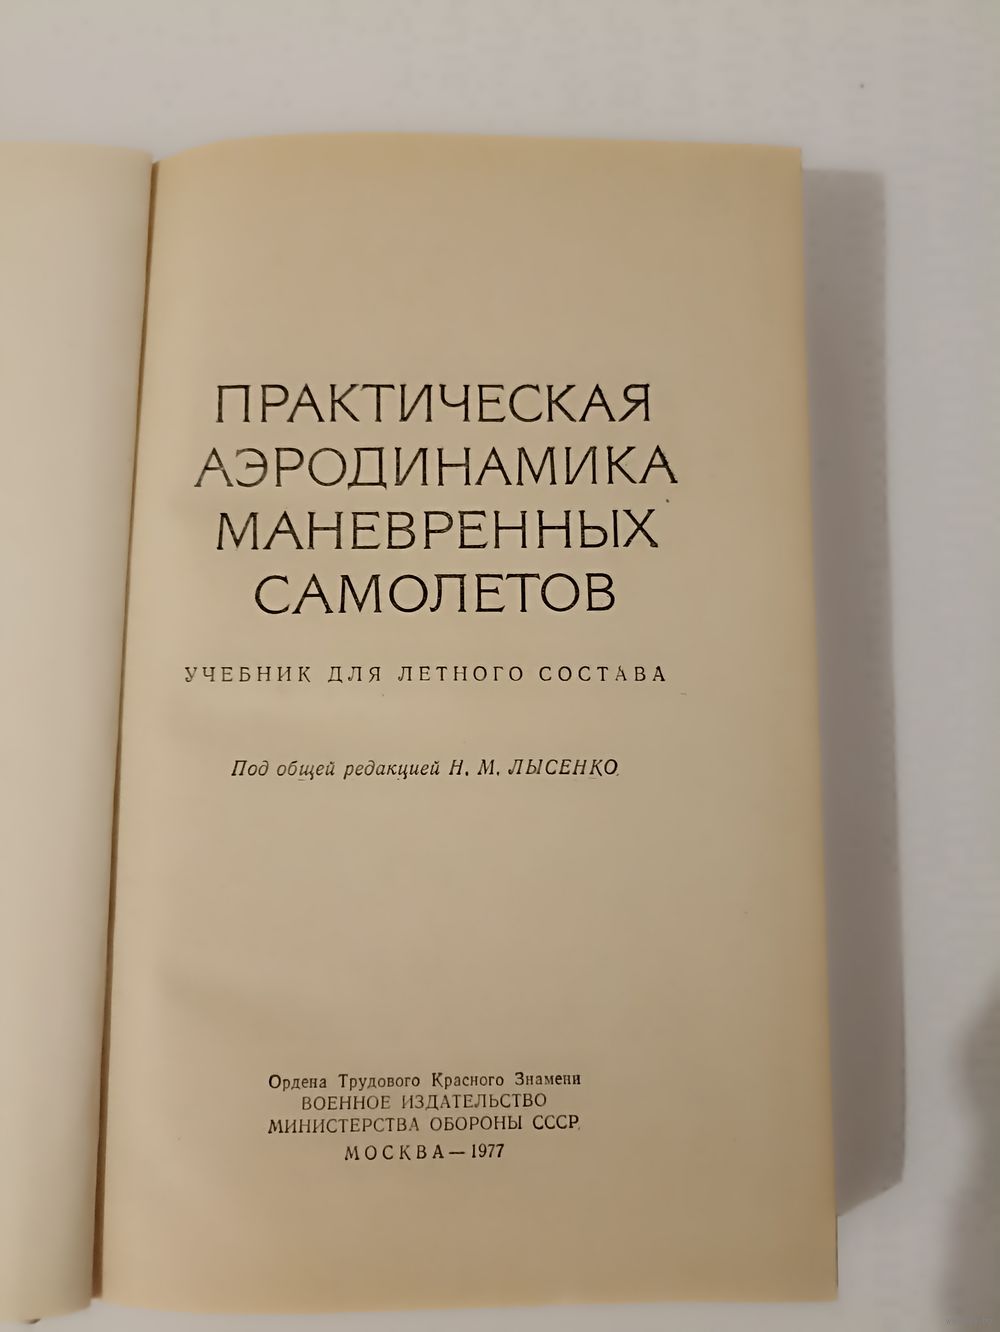 ПРАКТИЧЕСКАЯ
АЭРОДИНАМИКА
МАНЕВРЕННЫХ
САМОЛЕТОВ
УЧЕБНИК ДЛЯ ЛЕТНОГО СОСТАВА
Под общей редакцией Н. М. ЛЫСЕНКО
Ордена Трудового Красного Знамени
ВОЕННОЕ ИЗДАТЕЛЬСТВО
МИНИСТЕРСТВА ОБОРОНЫ СССР
МОСКВА — 1977